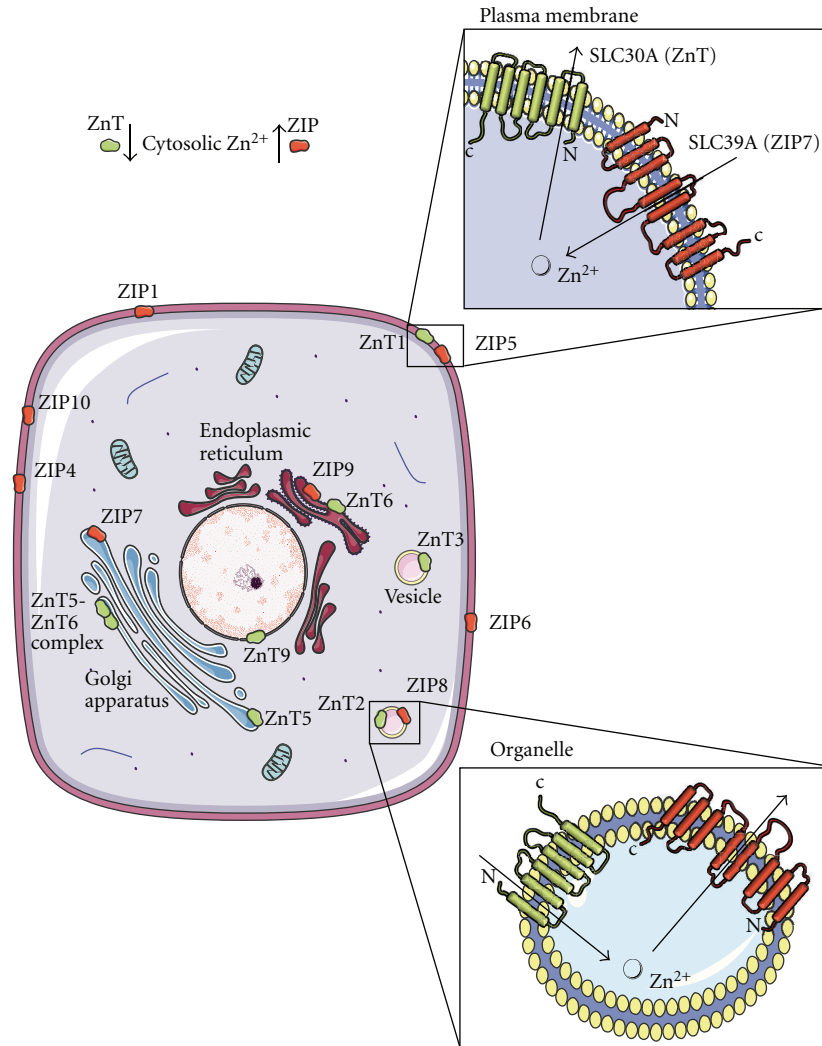 Plasma membrane
SLC30A (ZnT)
N
SLC39A (ZIP7)
c
N
c
Zn²⁺
ZnT
Cytosolic Zn²⁺
ZIP
ZIP1
ZnT1
ZIP5
ZIP10
ZIP4
Endoplasmic
reticulum
ZIP9
ZnT6
ZIP7
ZnT3
Vesicle
ZnT5-
ZnT6
complex
ZnT9
ZIP6
Golgi
apparatus
ZnT5
ZnT2
ZIP8
Organelle
c
c
N
N
Zn²⁺